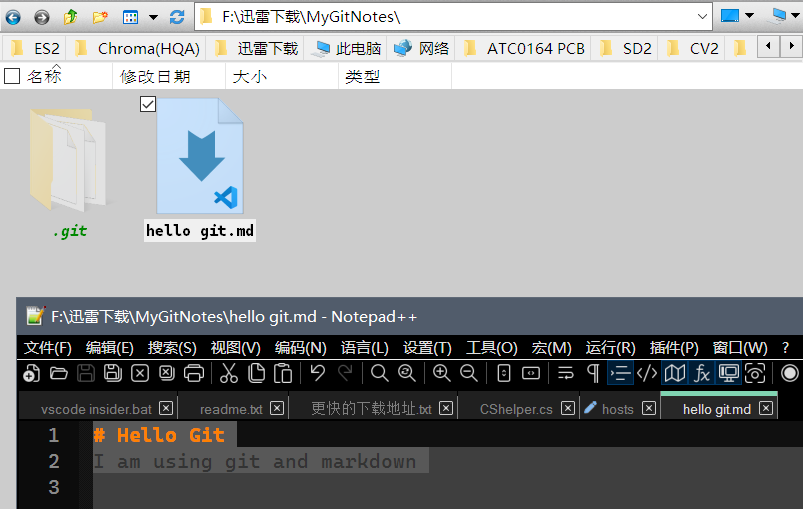 F:\迅雷下载\MyGitNotes\
ES2 Chroma(HQA) 迅雷下载 此电脑 网络 ATC0164 PCB SD2 CV2
名称 修改日期 大小 类型
.git hello git.md
F:\迅雷下载\MyGitNotes\hello git.md - Notepad++
文件(F) 编辑(E) 搜索(S) 视图(V) 编码(N) 语言(L) 设置(T) 工具(O) 宏(M) 运行(R) 插件(P) 窗口(W) ?
vscode insider.bat readme.txt 更快的下载地址.txt CShelper.cs hosts hello git.md
1 # Hello Git
2 I am using git and markdown
3